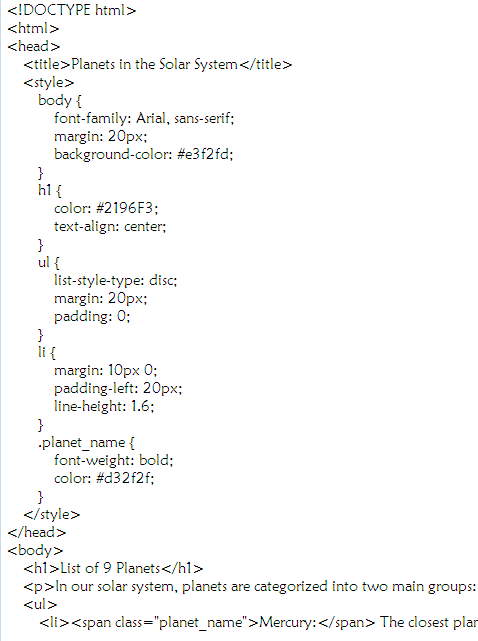 <!DOCTYPE html>
<html>
<head>
<title>Planets in the Solar System</title>
<style>
body {
font-family: Arial, sans-serif;
margin: 20px;
background-color: #e3f2fd;
}
h1 {
color: #2196F3;
text-align: center;
}
ul {
list-style-type: disc;
margin: 20px;
padding: 0;
}
li {
margin: 10px 0;
padding-left: 20px;
line-height: 1.6;
}
.planet_name {
font-weight: bold;
color: #d32f2f;
}
</style>
</head>
<body>
<h1>List of 9 Planets</h1>
<p>In our solar system, planets are categorized into two main groups:
<ul>
<li><span class="planet_name">Mercury:</span> The closest plan